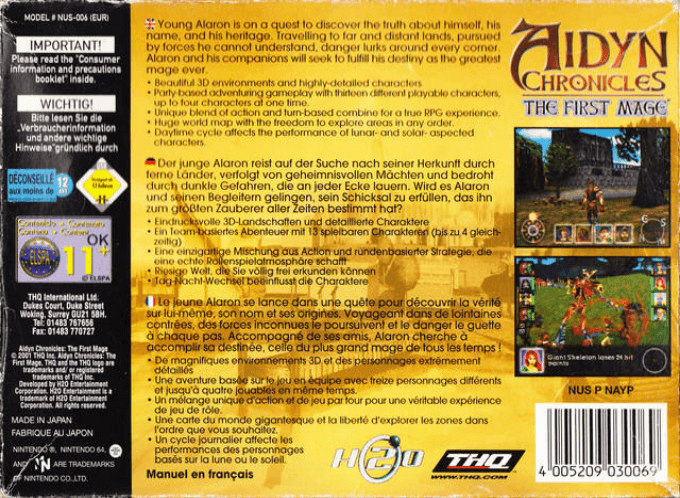 MODEL # NUS-006 (EUR)
IMPORTANT!
Please read the "Consumer
information and precautions
booklet" inside.
WICHTIG!
Bitte lesen Sie die
„Verbraucherinformation
und andere wichtige
Hinweise"gründlich durch
DÉCONSEILLÉ
aux moins de
12
ans
Contenido • Contenuto
Contenu • Content
ELSPA
OK
11+
© ELSPA
THQ International Ltd.
Dukes Court, Duke Street
Woking, Surrey GU21 5BH.
Tel: 01483 767656
Fax: 01483 770727
Aidyn Chronicles: The First Mage
© 2001 THQ Inc. Aidyn Chronicles: The
First Mage, THQ and the THQ logo are
trademarks and/ or registered
trademarks of THQ Inc.
Developed by H2O Entertainment
Corporation. H2O Entertainment is a
trademark of H2O Entertainment
Corporation. All rights reserved.
MADE IN JAPAN
FABRIQUE AU JAPON
NINTENDO ®, NINTENDO 64,
AND ARE TRADEMARKS
OF NINTENDO CO.,LTD.
Young Alaron is on a quest to discover the truth about himself, his
name, and his heritage. Travelling to far and distant lands, pursued
by forces he cannot understand, danger lurks around every corner.
Alaron and his companions will seek to fulfill his destiny as the greatest
mage ever.
• Beautiful 3D environments and highly-detailed characters
• Party-based adventuring gameplay with thirteen different playable characters,
up to four characters at one time.
• Unique blend of action and turn-based combine for a true RPG experience.
• Huge world map with the freedom to explore areas in any order.
• Daytime cycle affects the performance of lunar- and solar- aspected
characters.
Der junge Alaron reist auf der Suche nach seiner Herkunft durch
ferne Länder, verfolgt von geheimnisvollen Mächten und bedroht
durch dunkle Gefahren, die an jeder Ecke lauern. Wird es Alaron
und seinen Begleitern gelingen, sein Schicksal zu erfüllen, das ihn
zum größten Zauberer aller Zeiten bestimmt hat?
• Eindrucksvolle 3D-Landschaften und detaillierte Charaktere
• Ein Team-basiertes Abenteuer mit 13 spielbaren Charakteren (bis zu 4 gleich-
zeitig)
• Eine einzigartige Mischung aus Action und rundenbasierter Strategie, die
eine echte Rollenspielatmosphäre schafft
• Riesige Welt, die Sie völlig frei erkunden können
• Tag-Nacht-Wechsel beeinflusst die Charaktere
Le jeune Alaron se lance dans une quête pour découvrir la vérité
sur lui-même, son nom et ses origines. Voyageant dans de lointaines
contrées, des forces inconnues le poursuivent et le danger le guette
à chaque pas. Accompagné de ses amis, Alaron cherche à
accomplir sa destinée, celle du plus grand mage de tous les temps !
• De magnifiques environnements 3D et des personnages extrêmement
détaillés
• Une aventure basée sur le jeu en équipe avec treize personnages différents
et jusqu'à quatre jouables en même temps.
• Un mélange unique d'action et de jeu par tour pour une véritable expérience
de jeu de rôle.
• Une carte du monde gigantesque et la liberté d'explorer les zones dans
l'ordre que vous souhaitez.
• Un cycle journalier affecte les
performances des personnages
basés sur la lune ou le soleil.
Manuel en français
H2O
THQ
WWW.THQ.COM
AIDYN
CHRONICLES
THE FIRST MAGE
G S
Giant Skeleton loses 24 hit
points
NUS P NAYP
4 005209 030069